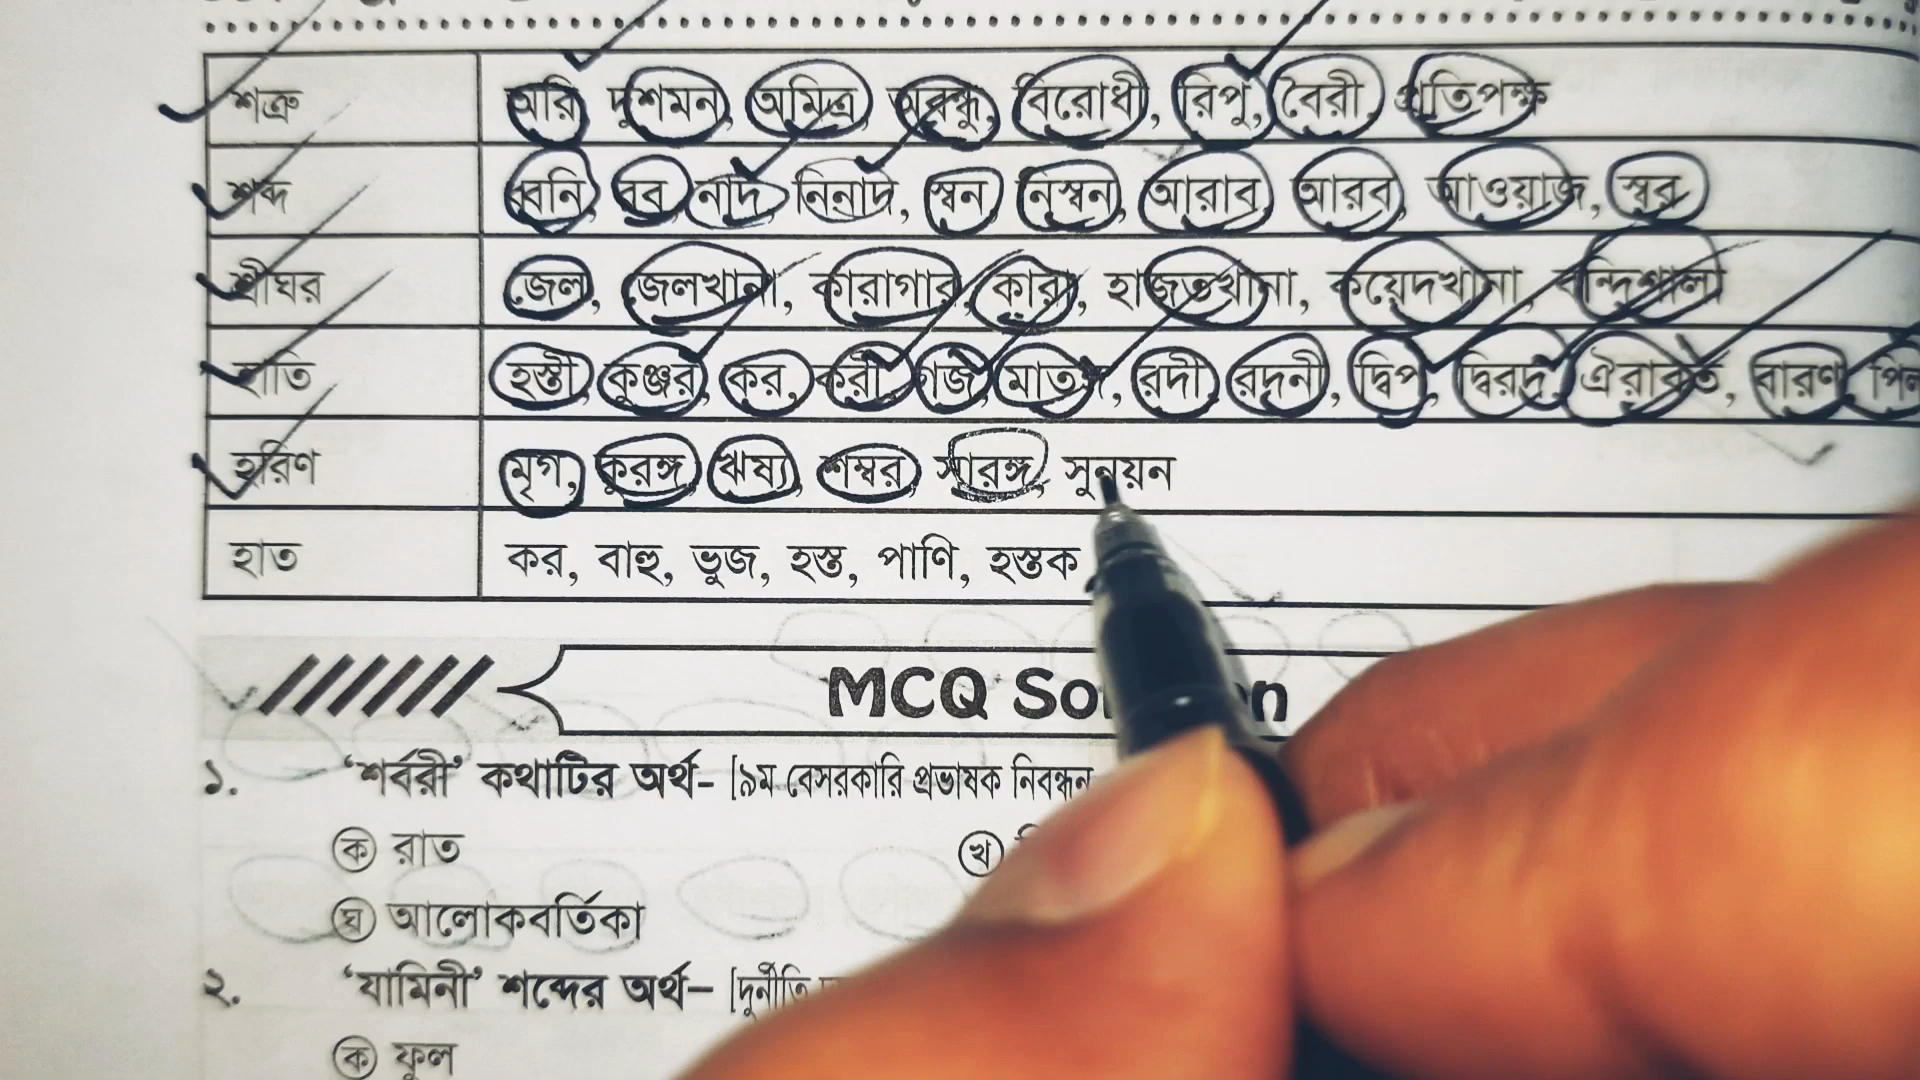 শত্রু অরি, দুশমন, অমিত্র, অবন্ধু, বিরোধী, রিপু, বৈরী, প্রতিপক্ষ
শব্দ ধ্বনি, রব, নাদ, নিনাদ, স্বন, নিস্বন, আরাব, আরব, আওয়াজ, স্বর
শ্রীঘর জেল, জেলখানা, কারাগার, কারা, হাজতখানা, কয়েদখানা, বন্দিশালা
হাতি হস্তী, কুঞ্জর, কর, করী, গজ, মাতঙ্গ, রদী, রদনী, দ্বিপ, দ্বিরদ, ঐরাবত, বারণ,
হরিণ মৃগ, কুরঙ্গ, ঋষ্য, শম্বর, সারঙ্গ, সুনয়ন
হাত কর, বাহু, ভুজ, হস্ত, পাণি, হস্তক
MCQ
১. ‘শর্বরী’ কথাটির অর্থ– [৯ম বেসরকারি প্রভাষক নিবন্ধন
ক রাত খ
ঘ আলোকবর্তিকা
২. ‘যামিনী’ শব্দের অর্থ– [দুর্নীতি
ক ফুল